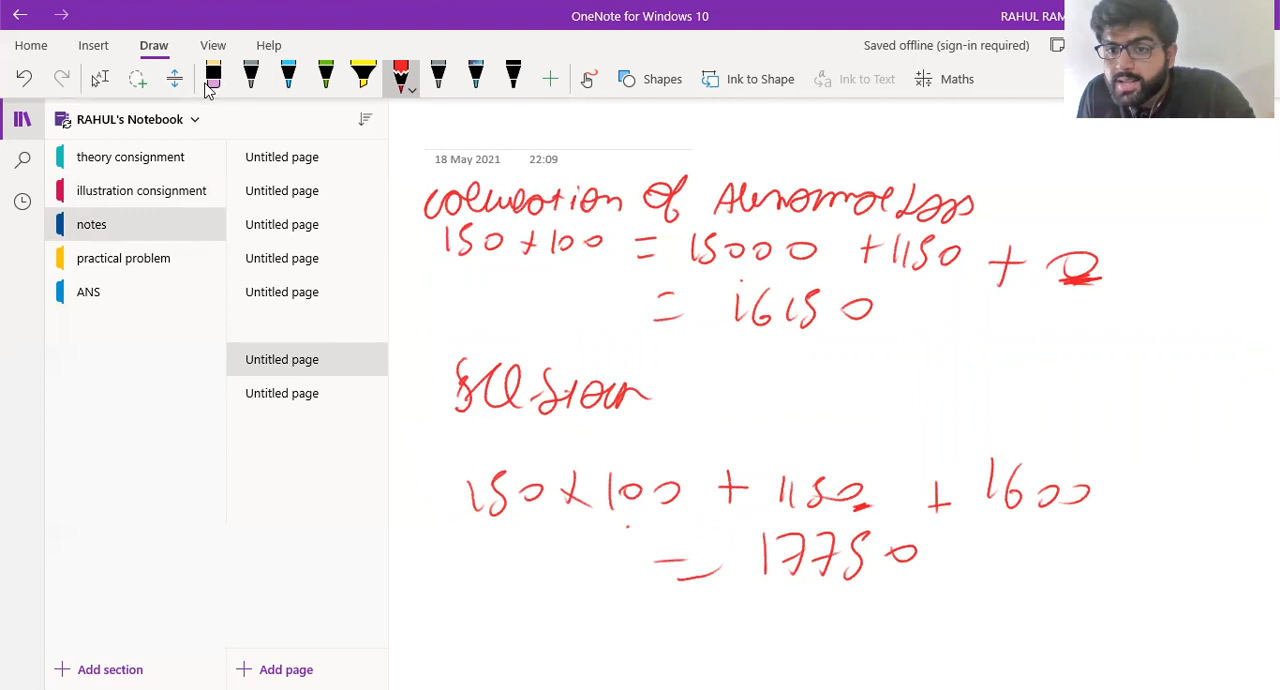 OneNote for Windows 10
RAHUL RAM
Home Insert Draw View Help
Saved offline (sign-in required)
Shapes Ink to Shape Ink to Text Maths
RAHUL's Notebook
theory consignment
illustration consignment
notes
practical problem
ANS
Add section
Untitled page
Untitled page
Untitled page
Untitled page
Untitled page
Untitled page
Untitled page
Add page
18 May 2021 22:09
of Abnormal Loss
150 + 100 = 15000 + 1150 + 0
= 16150
150 x 100 + 1150 + 1600
= 17750